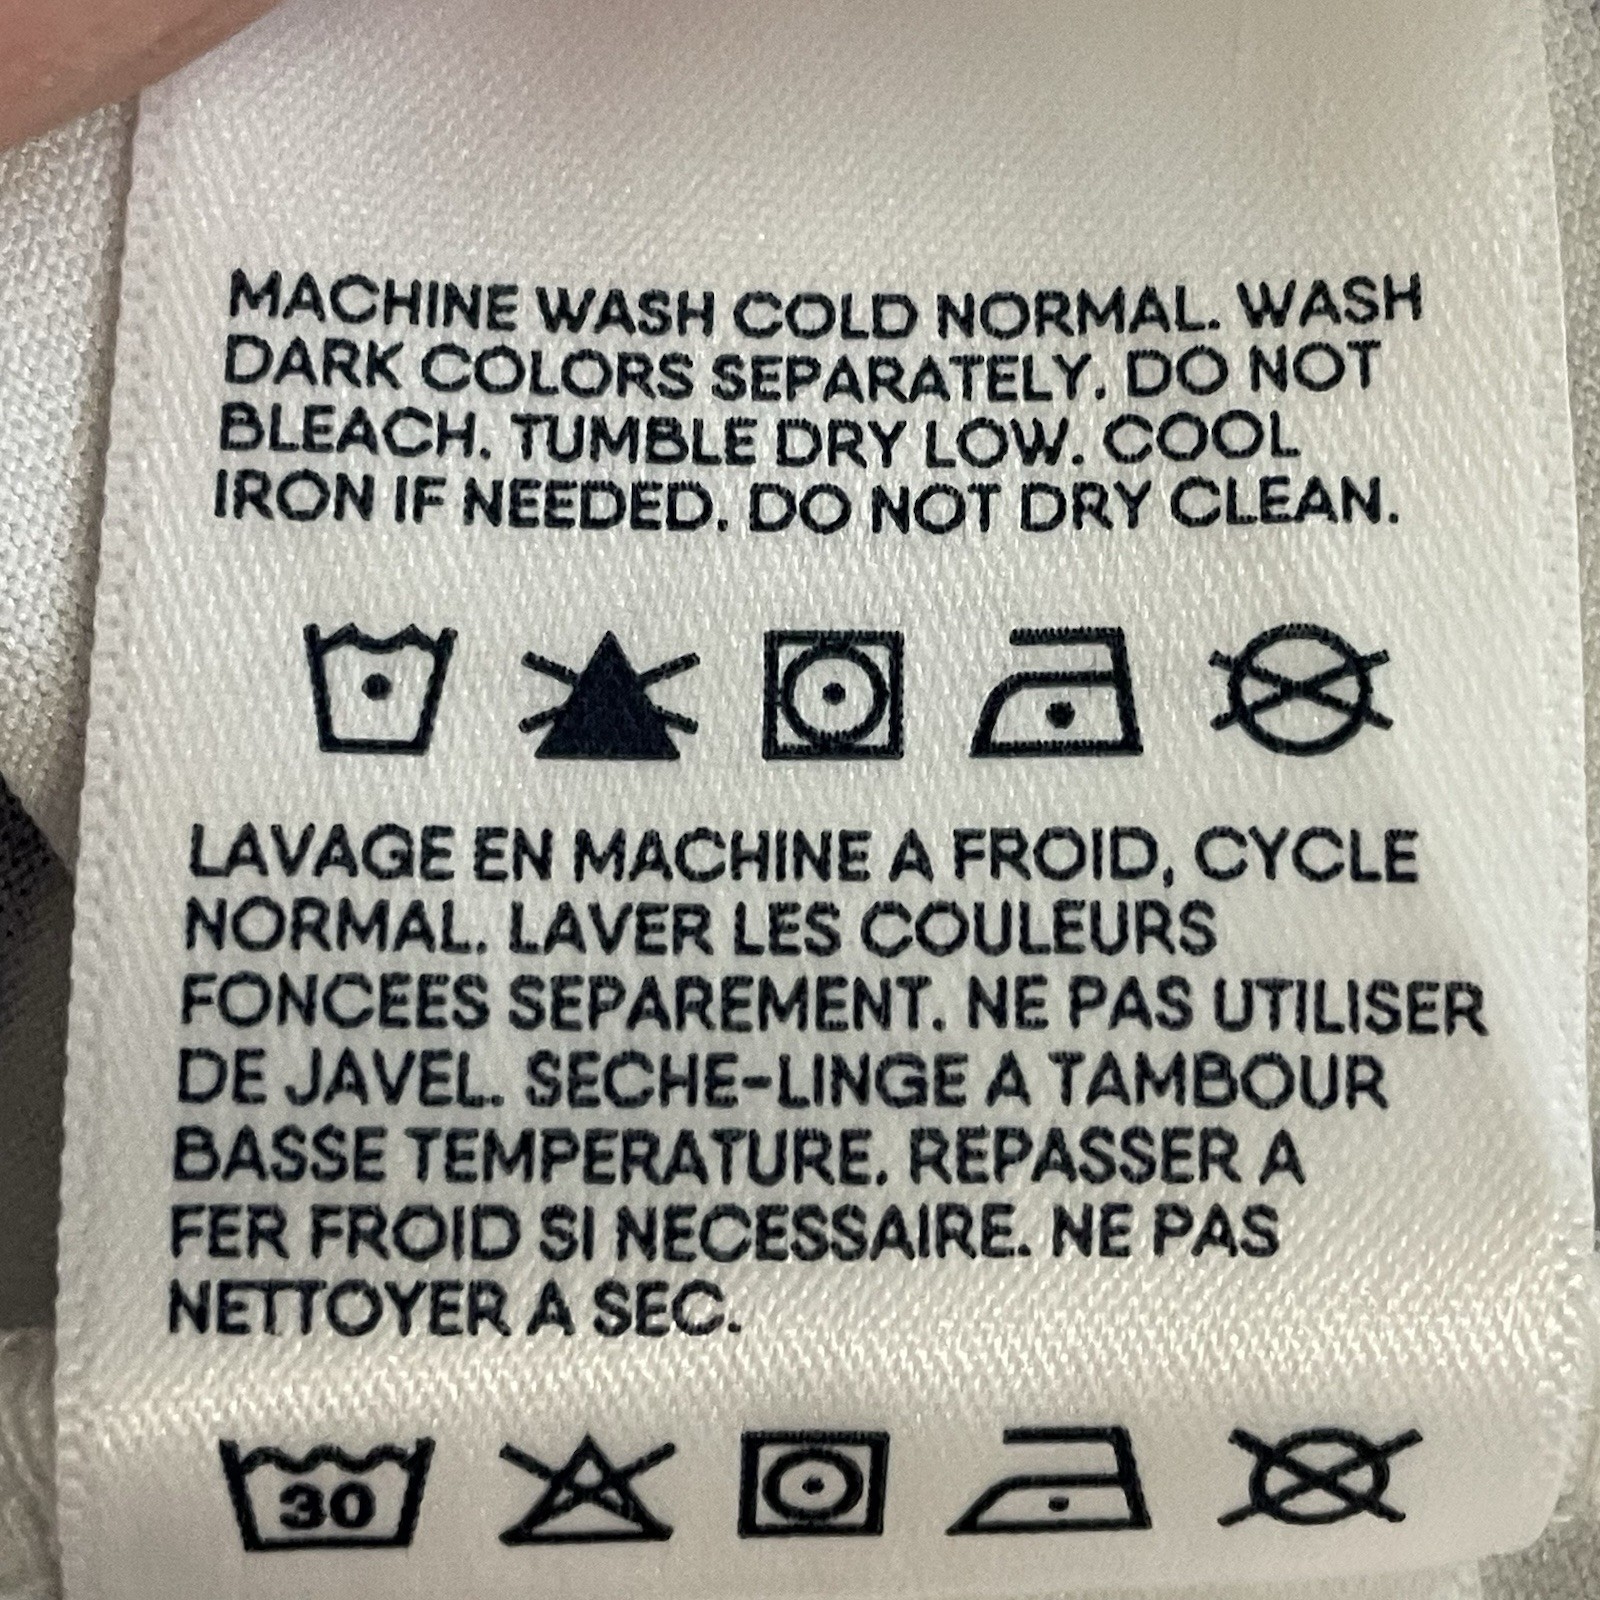 MACHINE WASH COLD NORMAL. WASH
DARK COLORS SEPARATELY. DO NOT
BLEACH. TUMBLE DRY LOW. COOL
IRON IF NEEDED. DO NOT DRY CLEAN.
LAVAGE EN MACHINE A FROID, CYCLE
NORMAL. LAVER LES COULEURS
FONCEES SEPAREMENT. NE PAS UTILISER
DE JAVEL. SECHE-LINGE A TAMBOUR
BASSE TEMPERATURE. REPASSER A
FER FROID SI NECESSAIRE. NE PAS
NETTOYER A SEC.
30